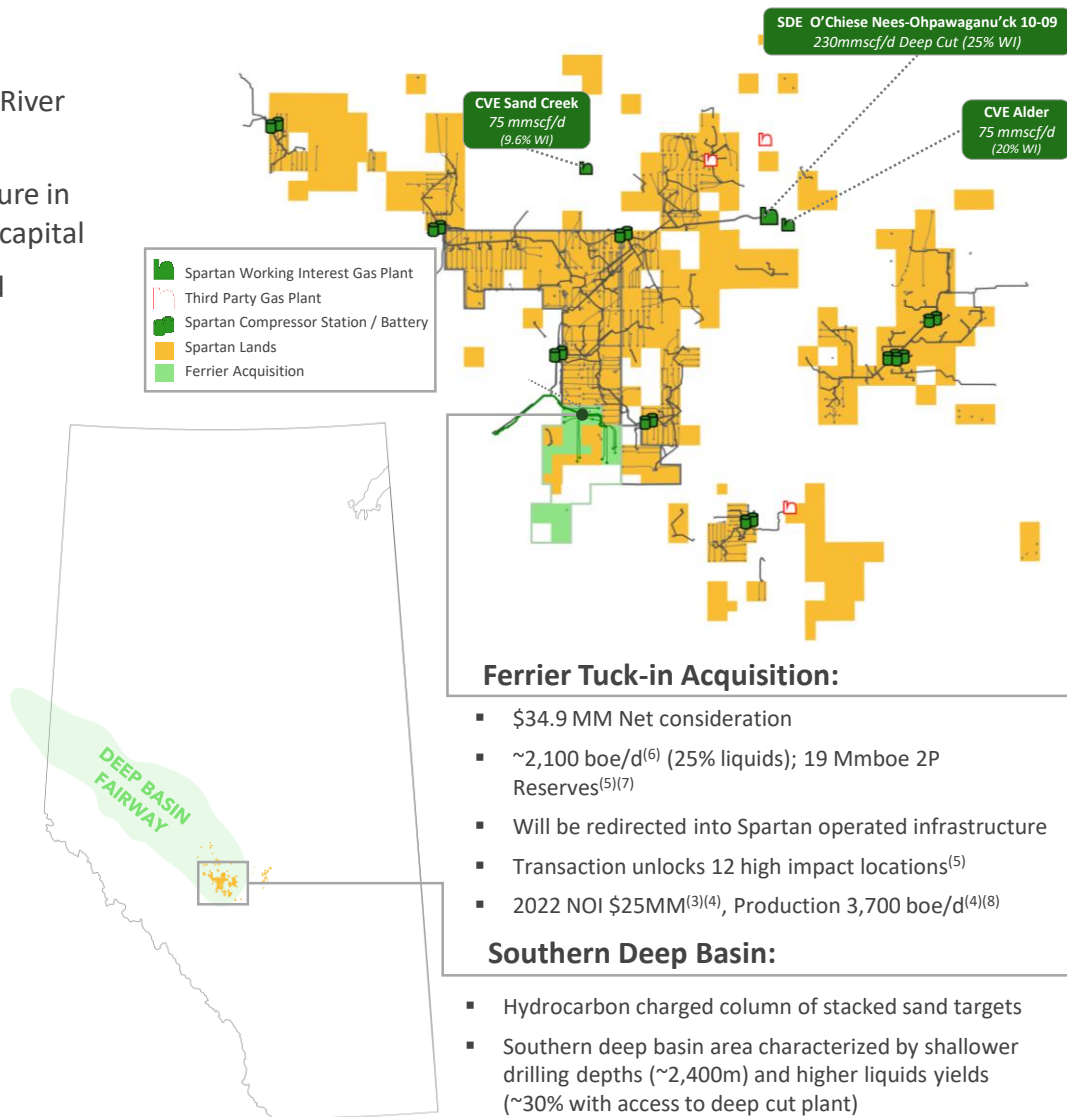 River
ure in
capital
SDE O'Chiese Nees-Ohpawaganu'ck 10-09
230mmscf/d Deep Cut (25% WI)
CVE Sand Creek
75 mmscf/d
(9.6% WI)
CVE Alder
75 mmscf/d
(20% WI)
Spartan Working Interest Gas Plant
Third Party Gas Plant
Spartan Compressor Station / Battery
Spartan Lands
Ferrier Acquisition
DEEP BASIN
FAIRWAY
Ferrier Tuck-in Acquisition:
▪ $34.9 MM Net consideration
▪ ~2,100 boe/d(6) (25% liquids); 19 Mmboe 2P
Reserves(5)(7)
▪ Will be redirected into Spartan operated infrastructure
▪ Transaction unlocks 12 high impact locations(5)
▪ 2022 NOI $25MM(3)(4), Production 3,700 boe/d(4)(8)
Southern Deep Basin:
▪ Hydrocarbon charged column of stacked sand targets
▪ Southern deep basin area characterized by shallower
drilling depths (~2,400m) and higher liquids yields
(~30% with access to deep cut plant)